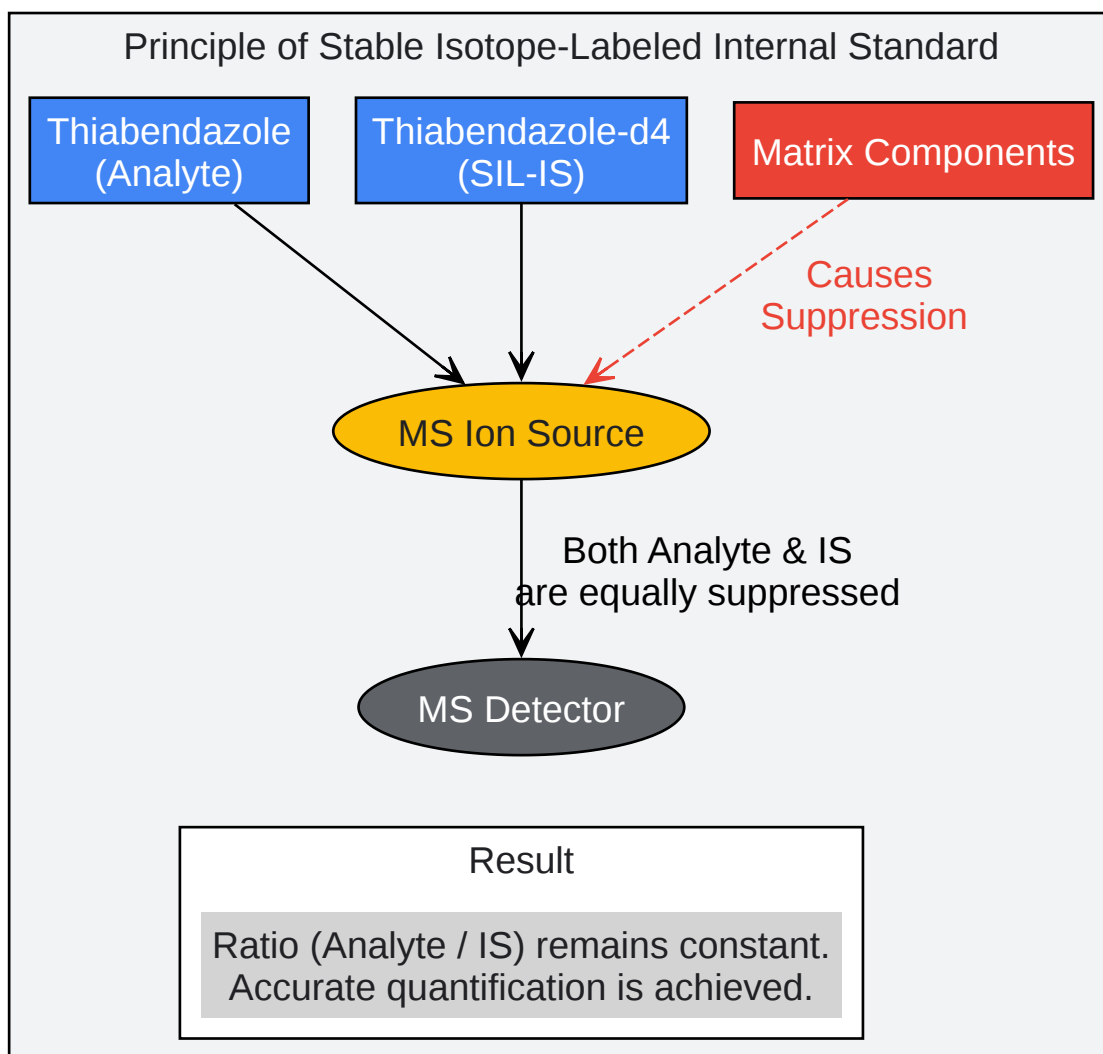 Principle of Stable Isotope-Labeled Internal Standard
Thiabendazole
(Analyte)
Thiabendazole-d4
(SIL-IS)
Matrix Components
Causes
Suppression
MS Ion Source
Both Analyte & IS
are equally suppressed
MS Detector
Result
Ratio (Analyte / IS) remains constant.
Accurate quantification is achieved.